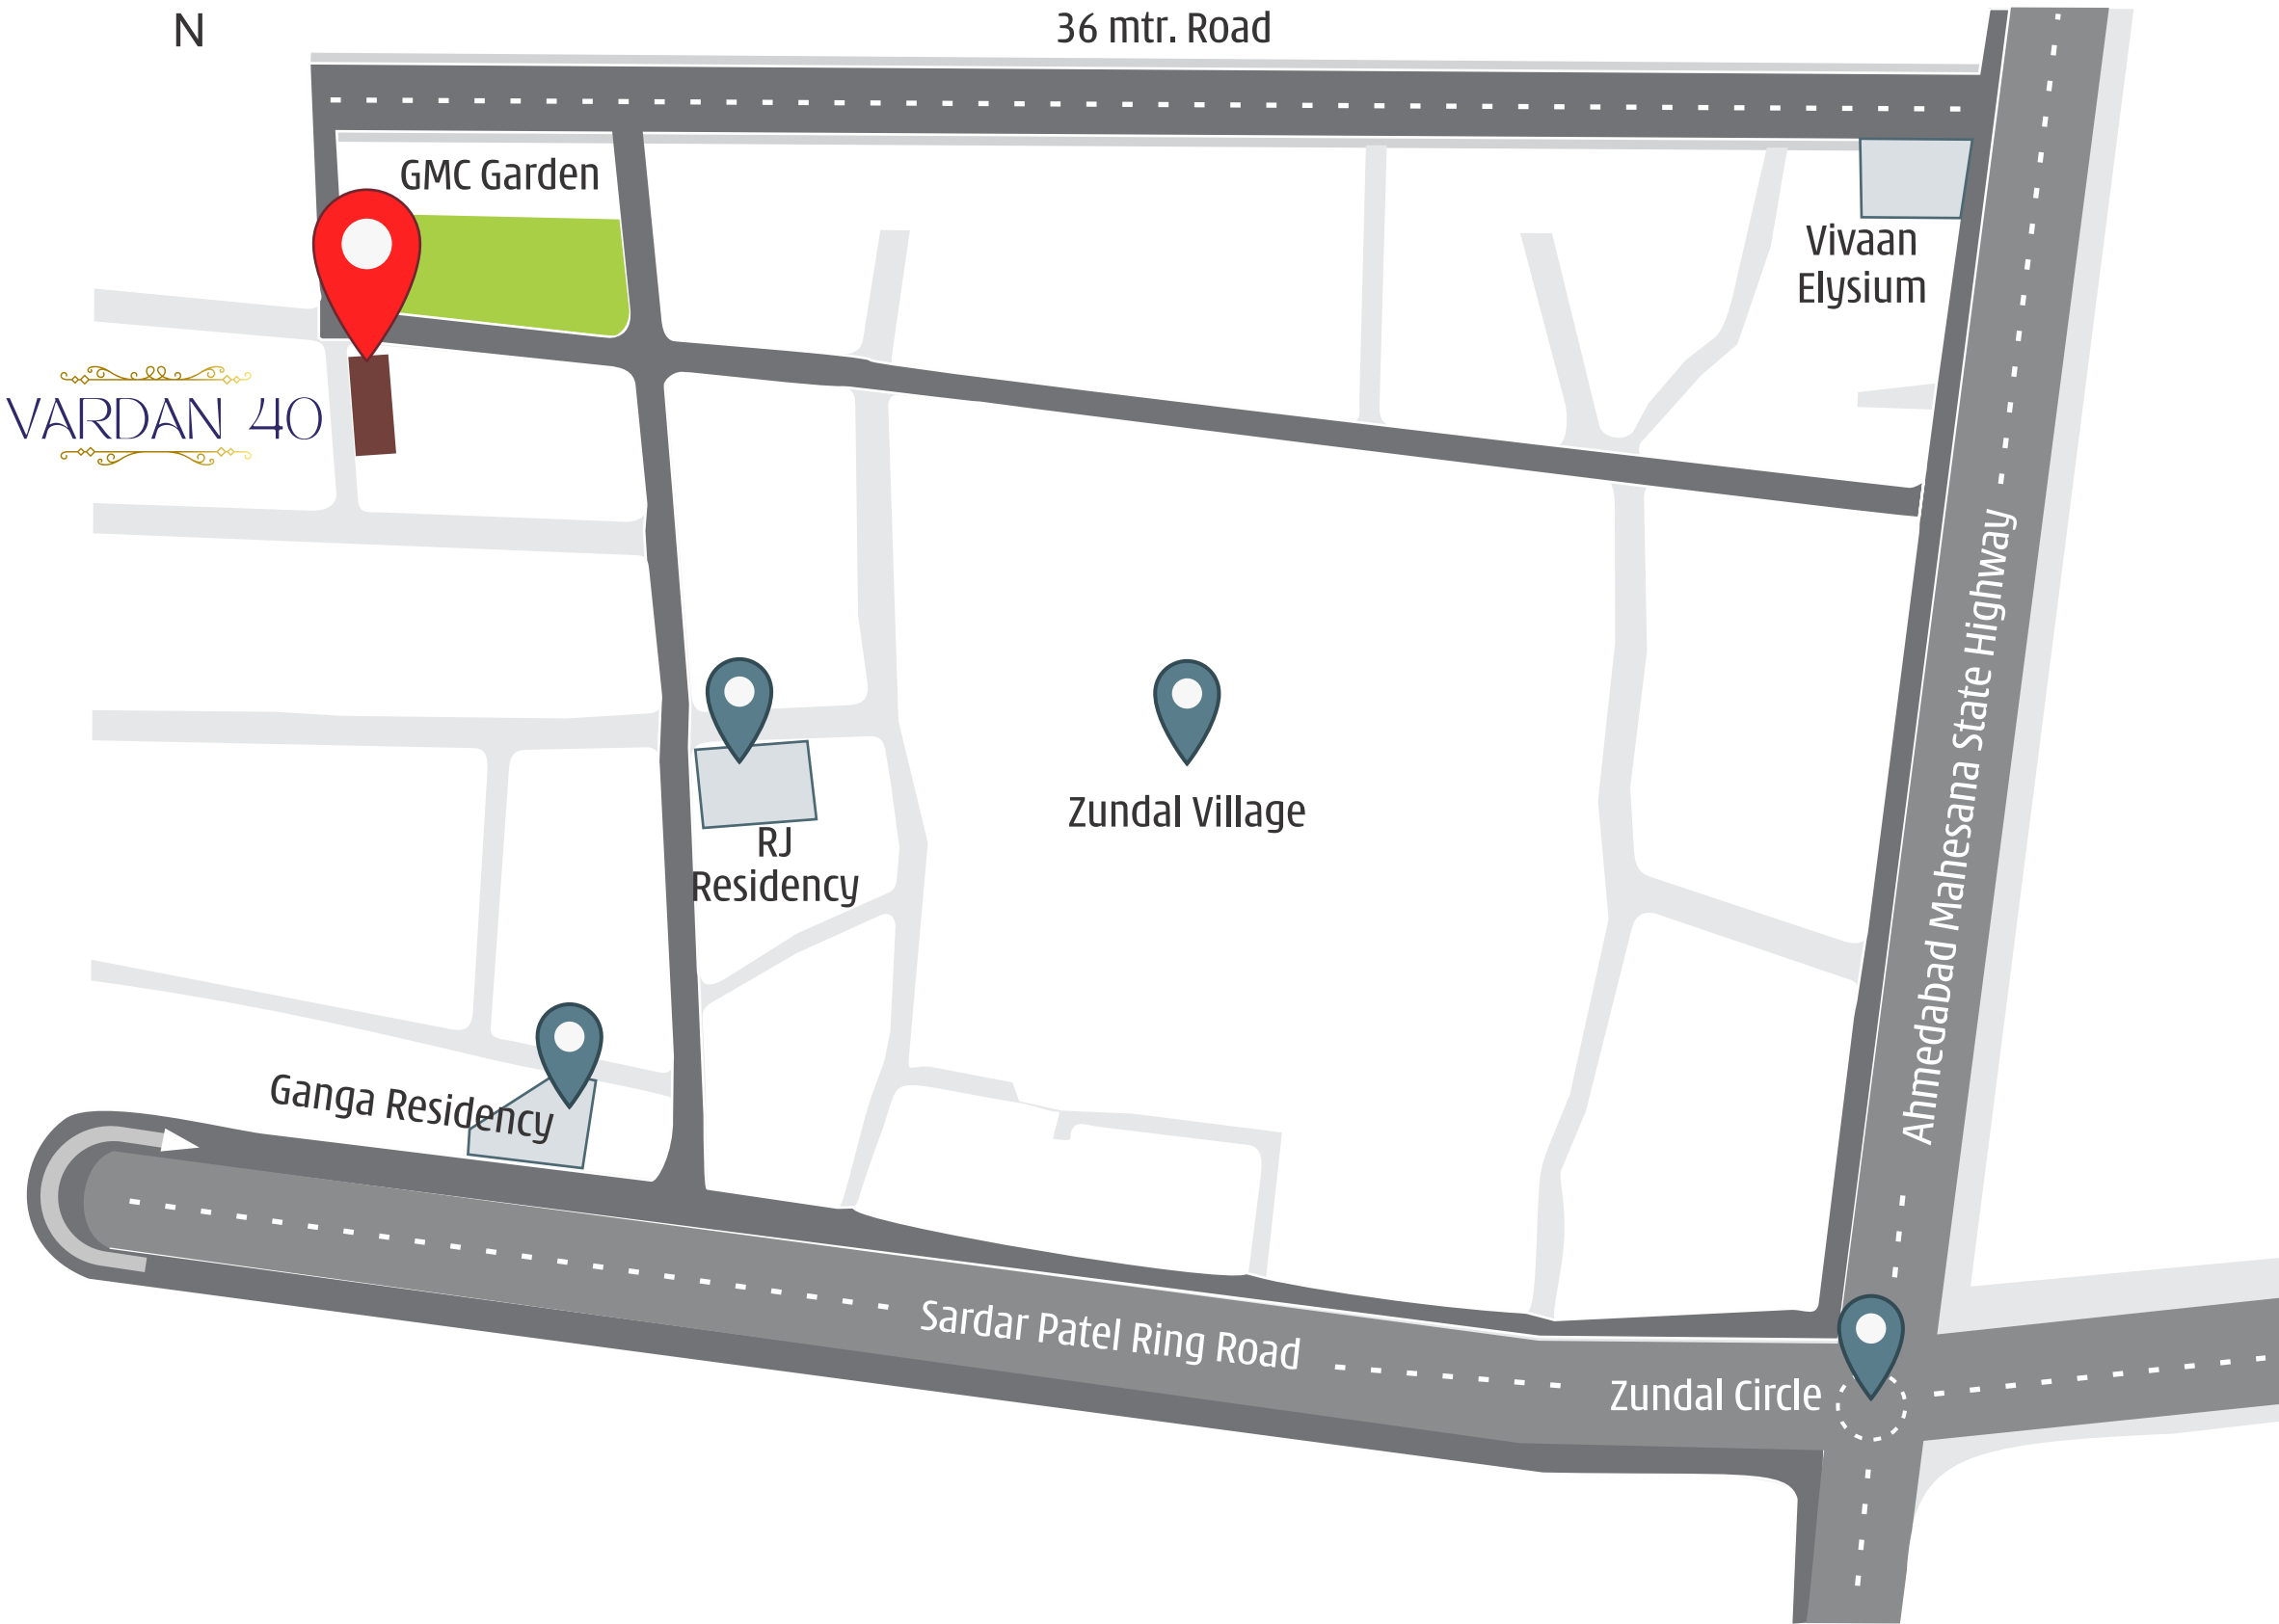 N
36 mtr. Road
GMC Garden
Vivaan
Elysium
VARDAN 40
Ahmedabad Mahesana State Highway
Zundal Village
RJ
Residency
Ganga Residency
Sardar Patel Ring Road
Zundal Circle